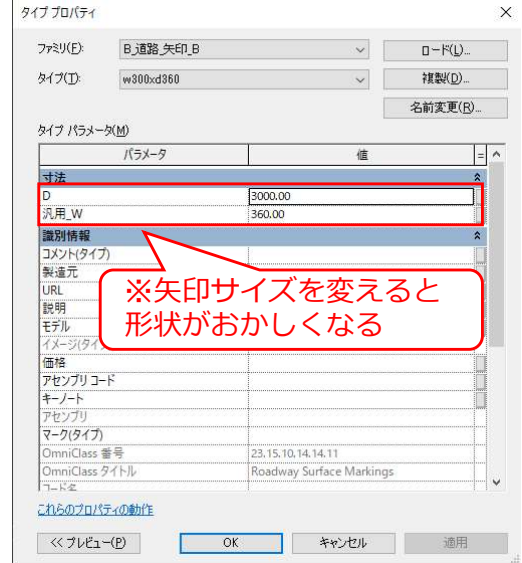 タイプ プロパティ
ファミリ(F): B_道路_矢印_B ロード(L)...
タイプ(T): w300xd360 複製(D)...
名前変更(R)...
タイプ パラメータ(M)
パラメータ 値 =
寸法
D 3000.00
汎用_W 360.00
識別情報
コメント(タイプ)
製造元
URL
説明
モデル
イメージ(タイ
※矢印サイズを変えると
形状がおかしくなる
価格
アセンブリ コード
キーノート
アセンブリ
マーク(タイプ)
OmniClass 番号 23.15.10.14.14.11
OmniClass タイトル Roadway Surface Markings
コード名
これらのプロパティの動作
<< プレビュー(P) OK キャンセル 適用